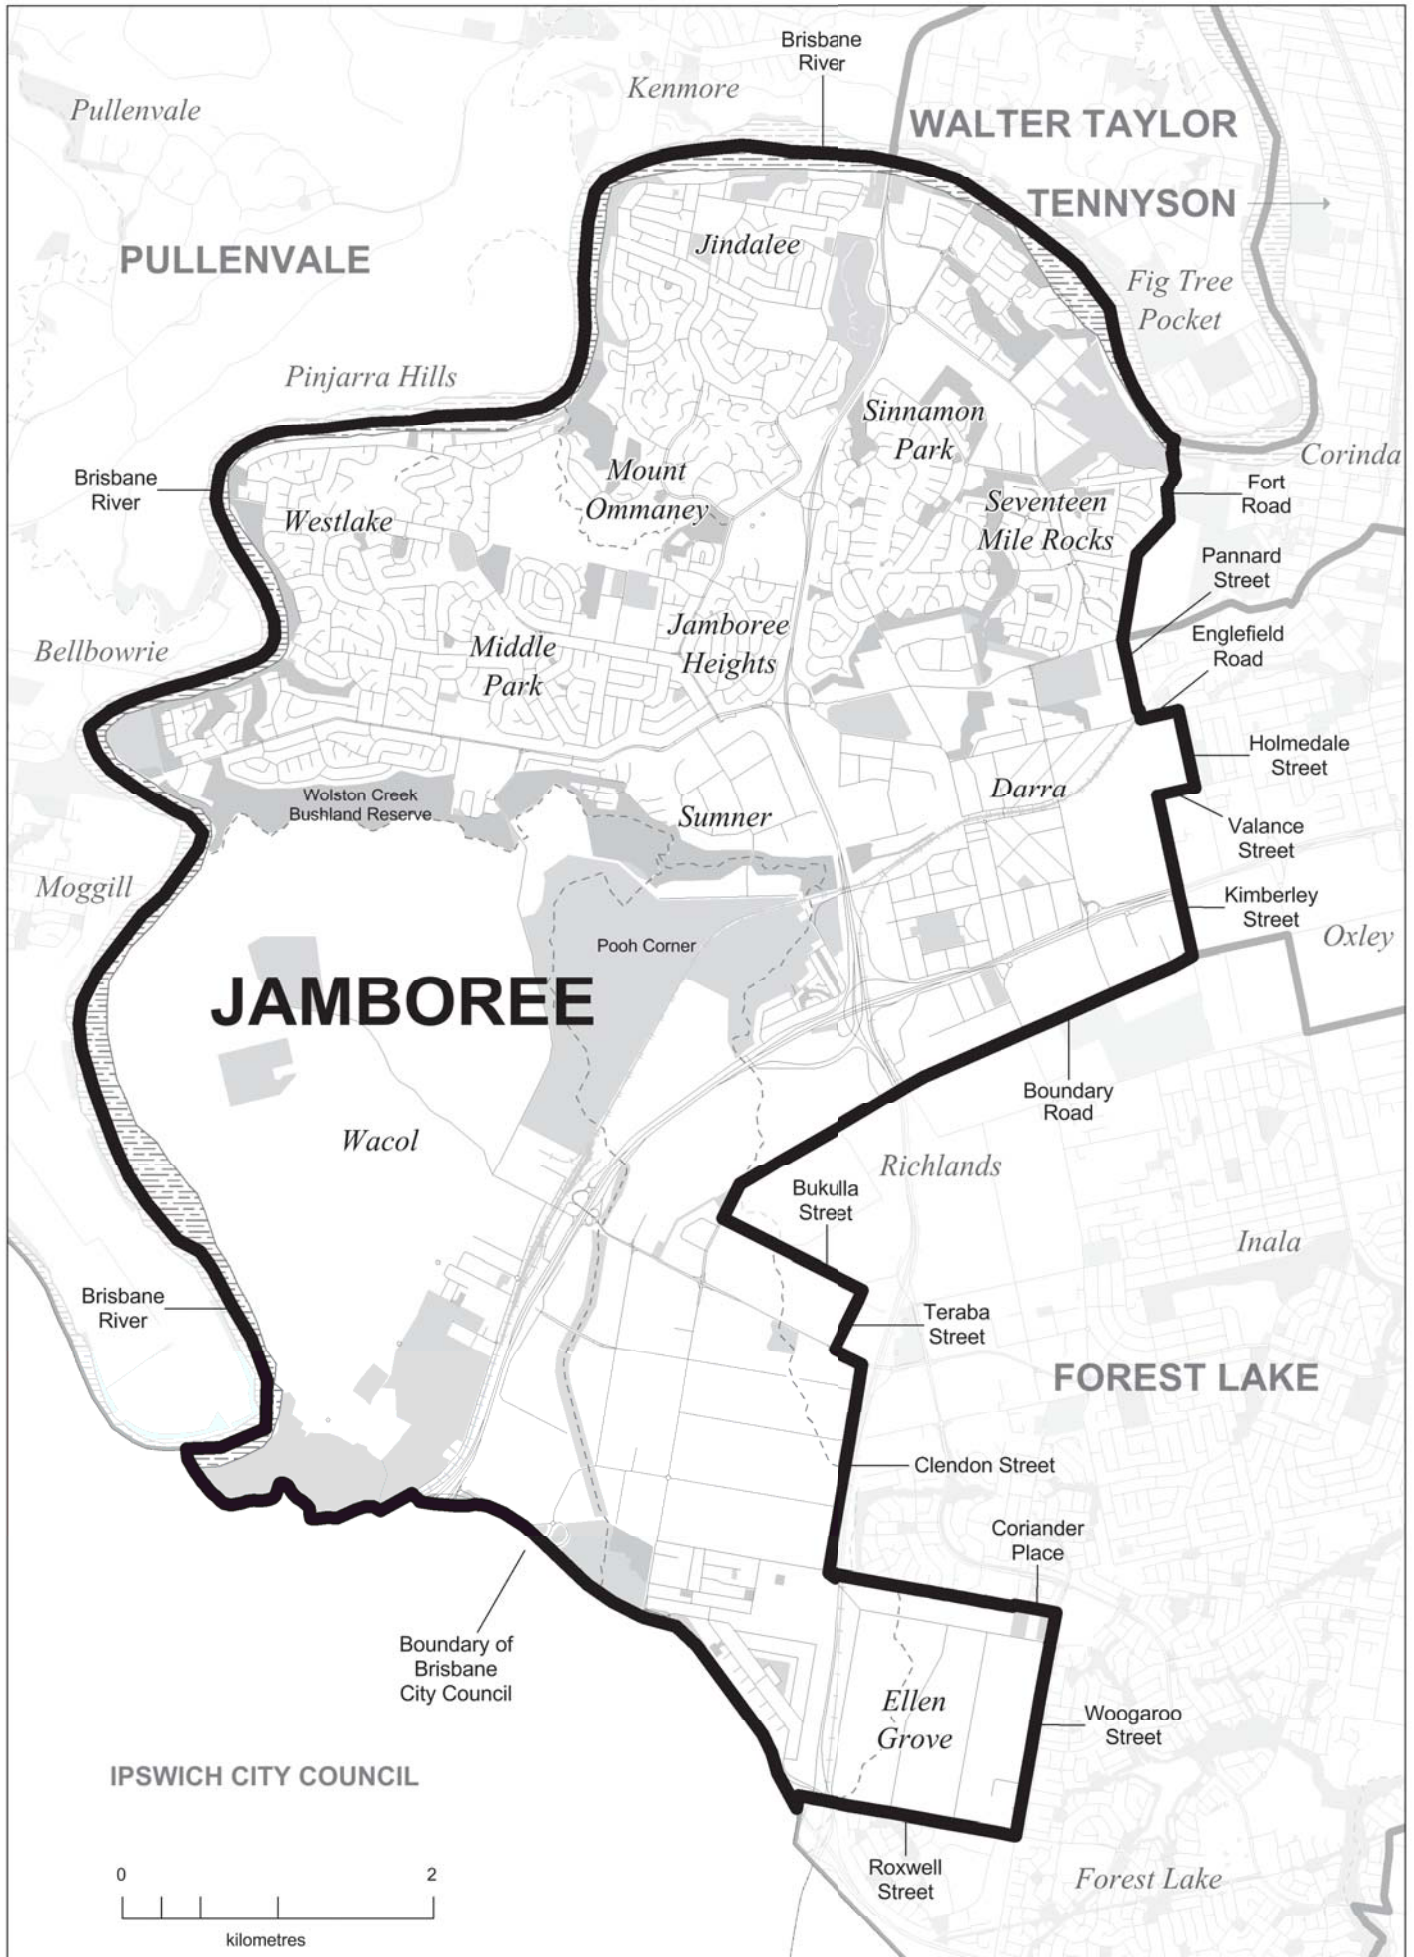 Brisbane
River
Kenmore
Pullenvale
WALTER TAYLOR
TENNYSON
Jindalee
PULLENVALE
Fig Tree
Pocket
Pinjarra Hills
Sinnamon
Park
Corinda
Mount
Ommaney
Brisbane
River
Fort
Road
Westlake
Seventeen
Mile Rocks
Pannard
Street
Jamboree
Heights
Englefield
Road
Bellbowrie
Middle
Park
Holmedale
Street
Darra
Wolston Creek
Bushland Reserve
Sumner
Valance
Street
Moggill
Kimberley
Street
Oxley
Pooh Corner
JAMBOREE
Boundary
Road
Wacol
Richlands
Bukulla
Street
Inala
Brisbane
River
Teraba
Street
FOREST LAKE
Clendon Street
Coriander
Place
Boundary of
Brisbane
City Council
Ellen
Grove
Woogaroo
Street
IPSWICH CITY COUNCIL
Roxwell
Street
Forest Lake
0 2
kilometres